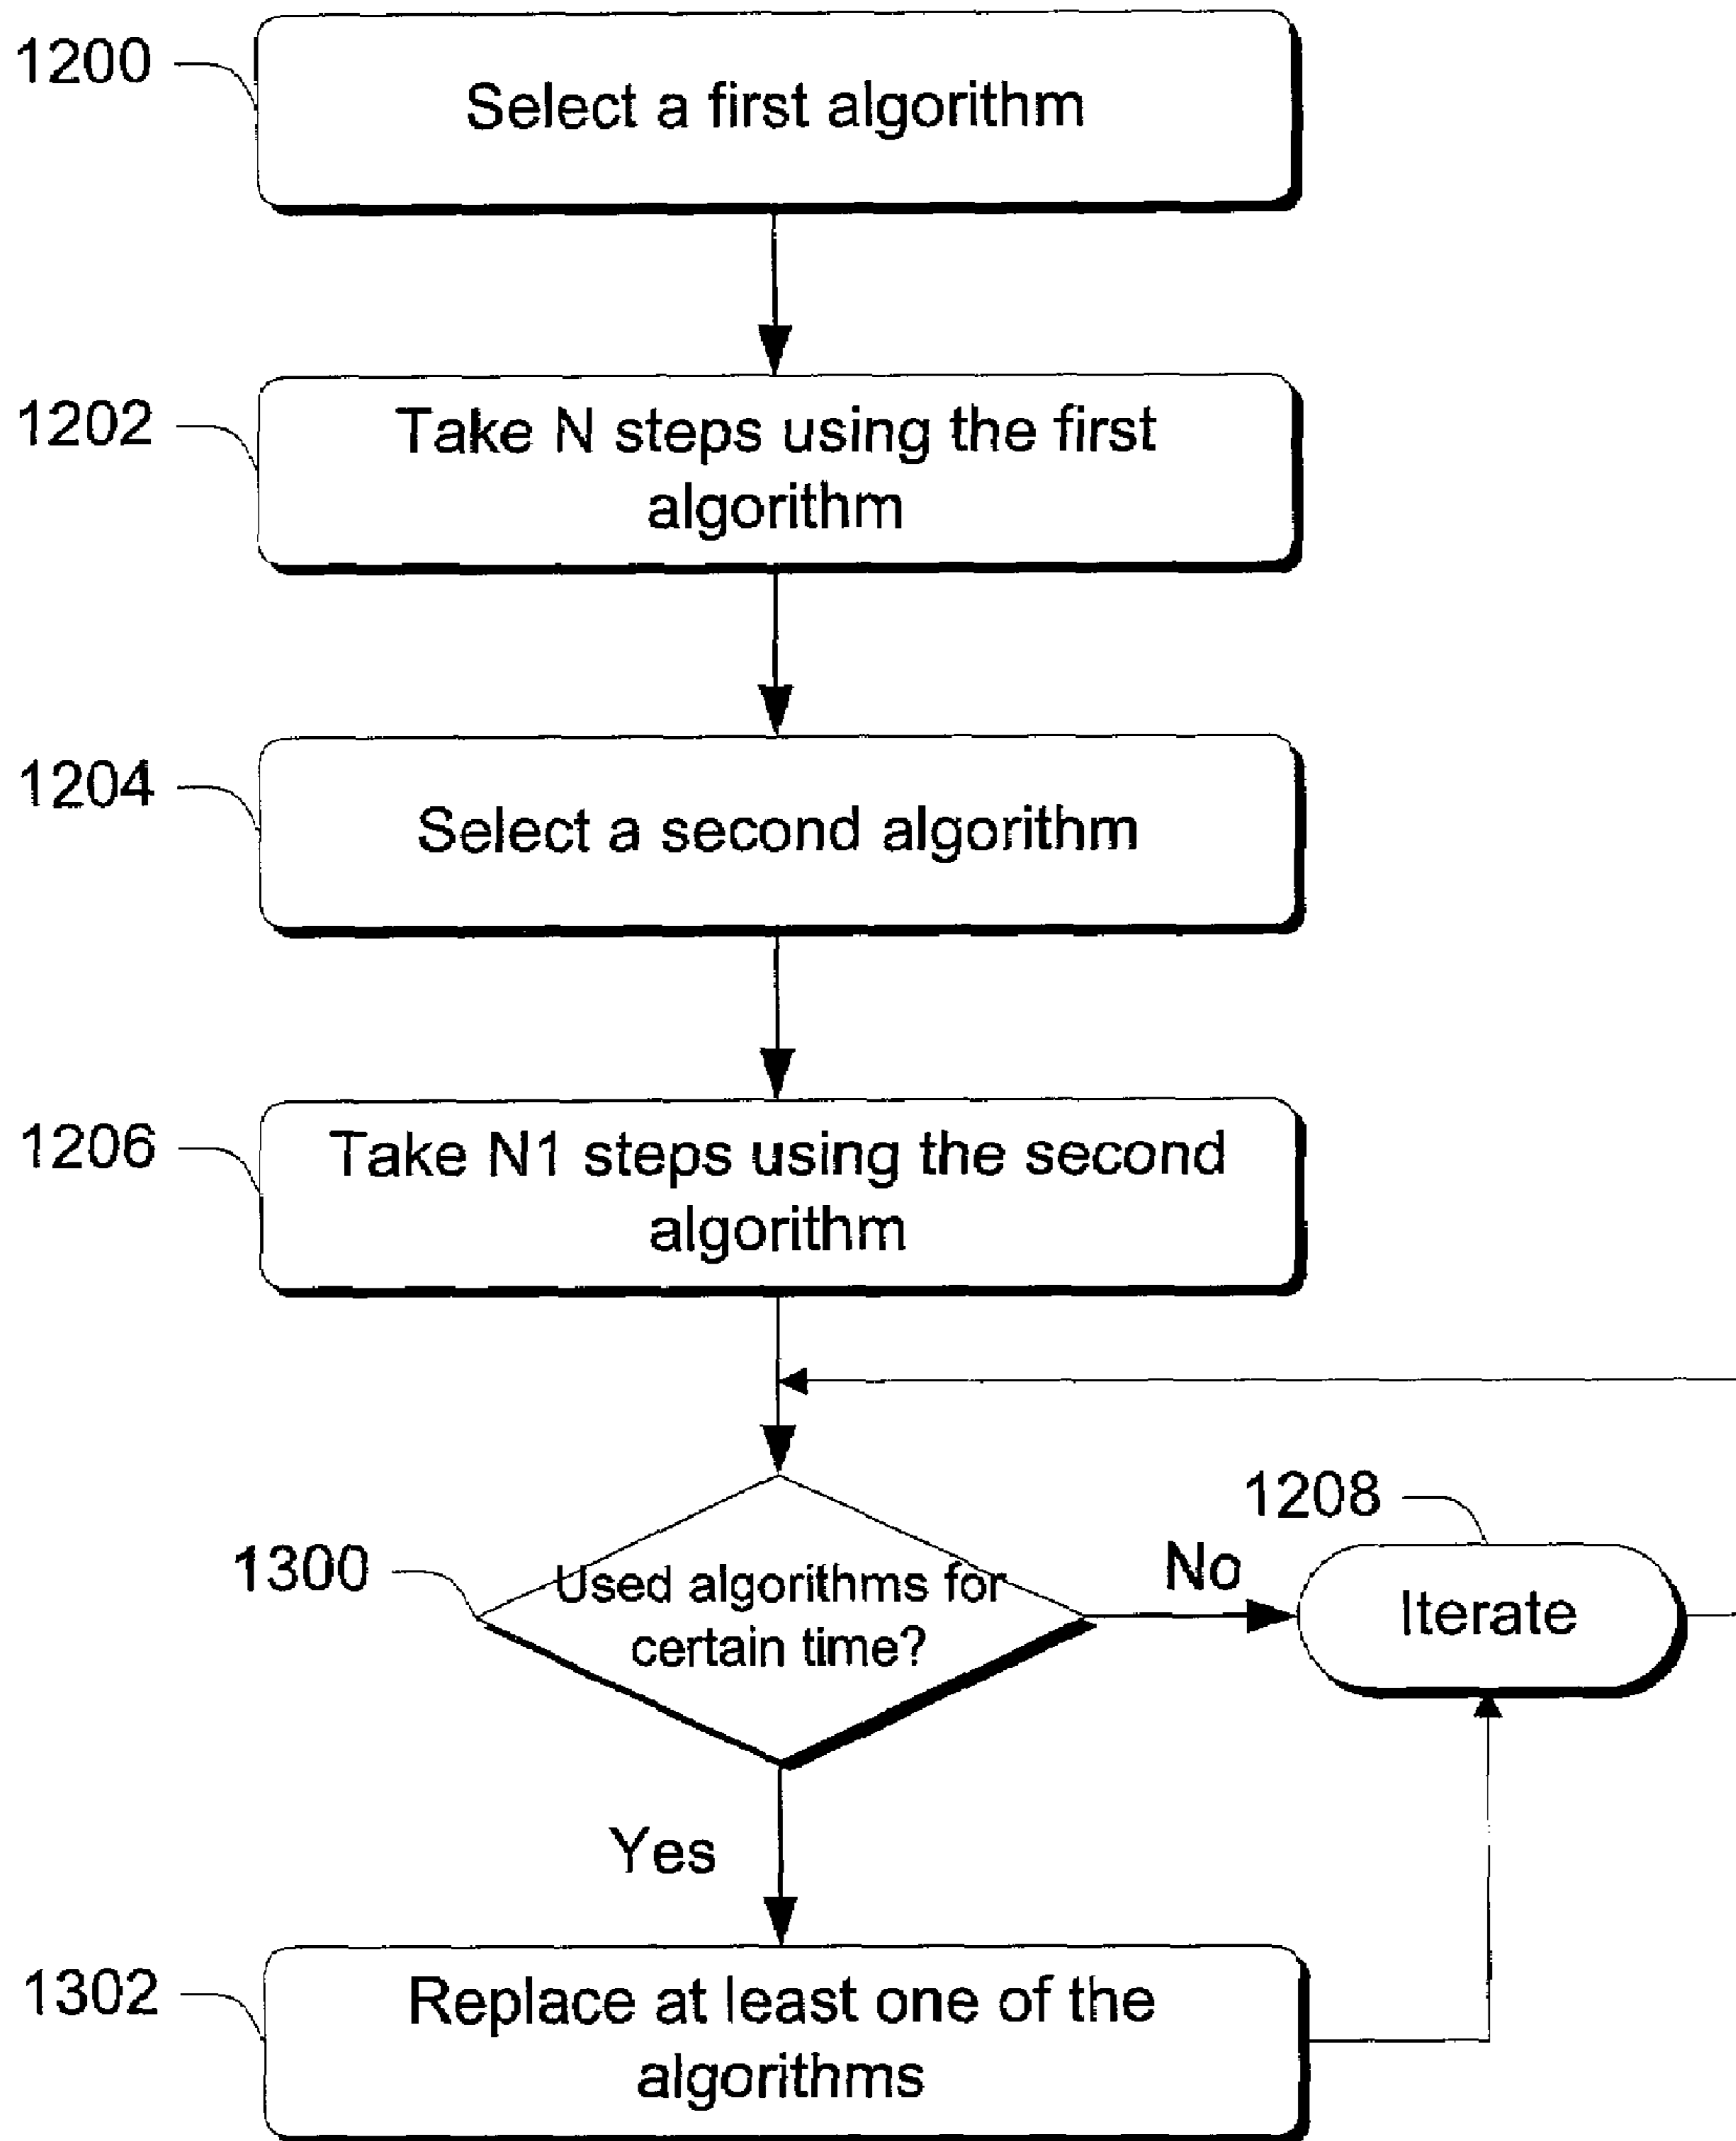 1200
Select a first algorithm
1202
Take N steps using the first
algorithm
1204
Select a second algorithm
1206
Take N1 steps using the second
algorithm
1208
1300
Used algorithms for
certain time?
No
Iterate
Yes
1302
Replace at least one of the
algorithms